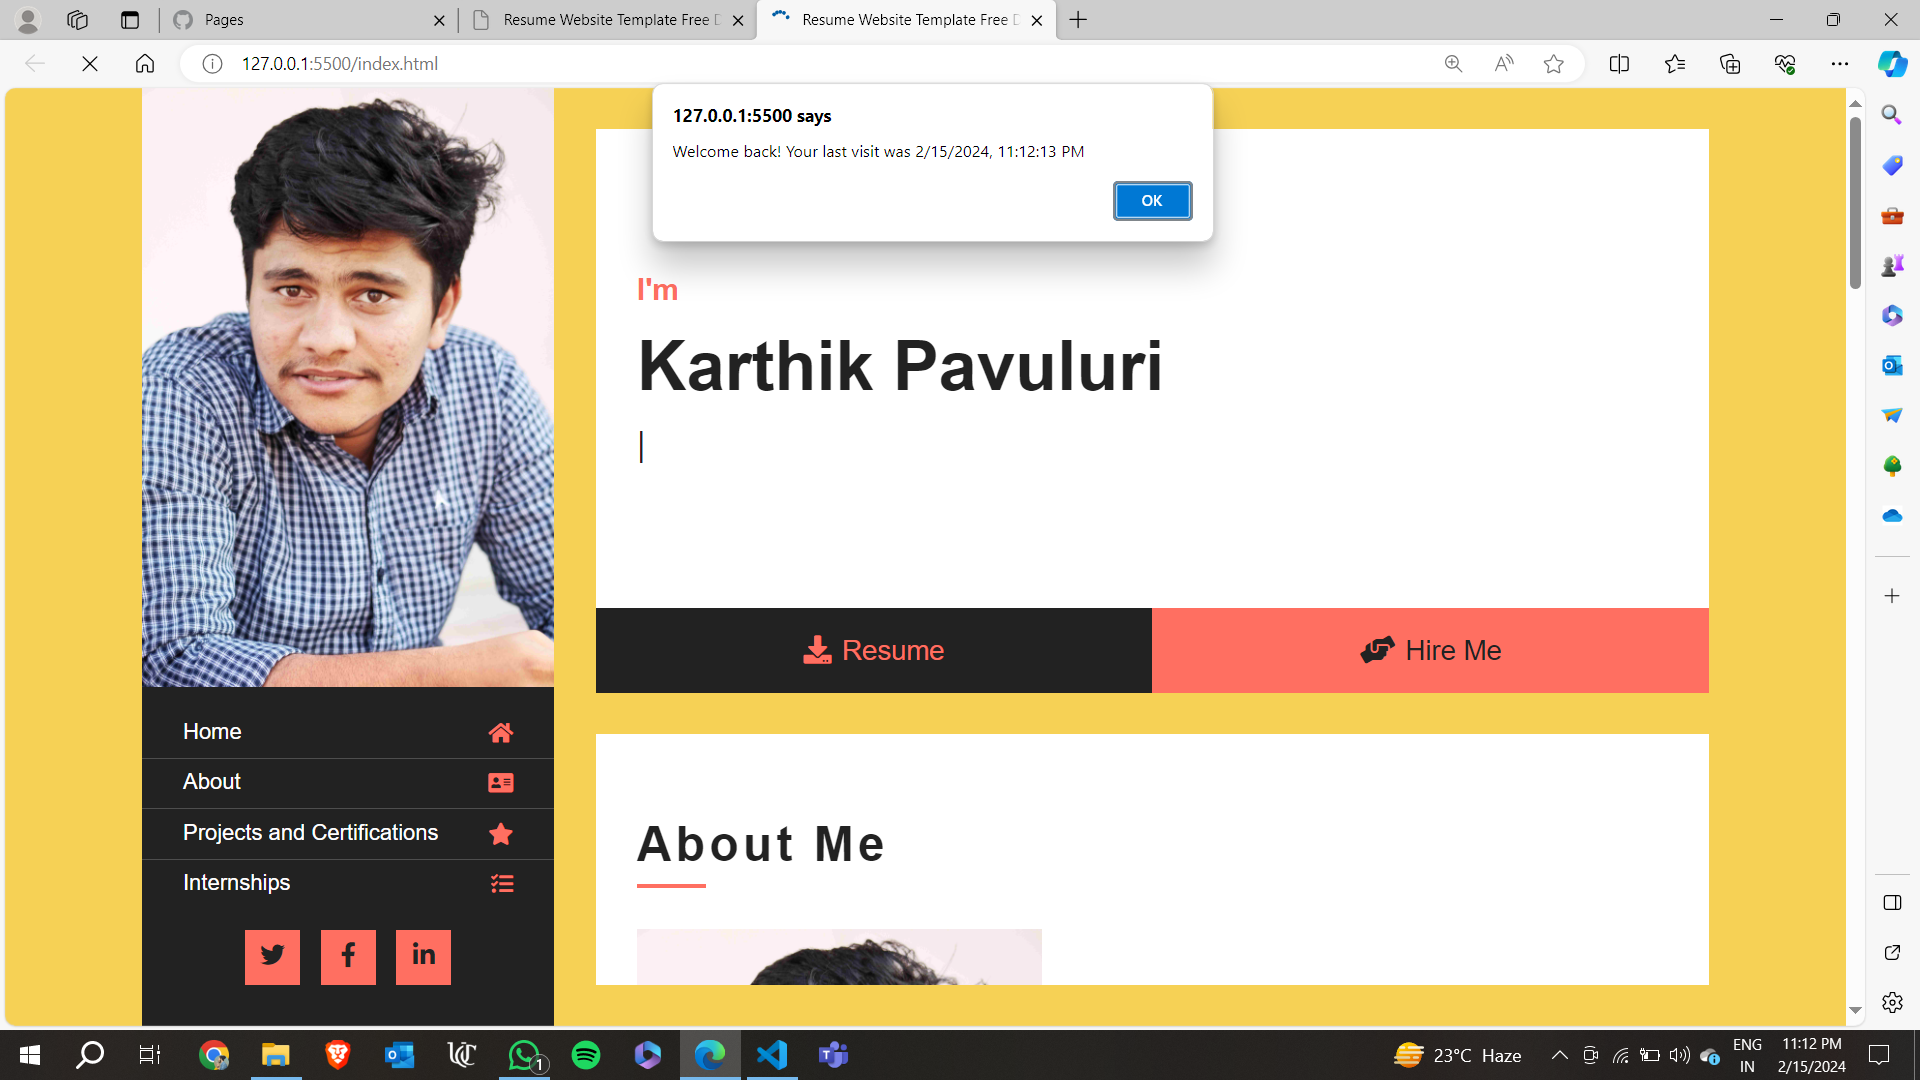 Pages
Resume Website Template Free D
Resume Website Template Free D
127.0.0.1:5500/index.html
127.0.0.1:5500 says
Welcome back! Your last visit was 2/15/2024, 11:12:13 PM
OK
I'm
Karthik Pavuluri
Resume
Hire Me
Home
About
Projects and Certifications
Internships
About Me
1
23°C Haze
ENG
IN
11:12 PM
2/15/2024